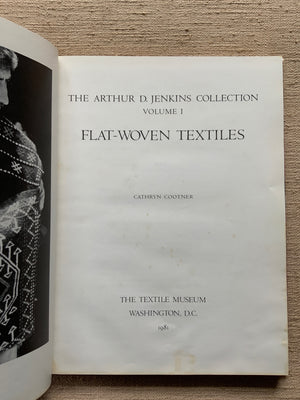 THE ARTHUR D. JENKINS COLLECTION
VOLUME I
FLAT-WOVEN TEXTILES
CATHRYN COOTNER
THE TEXTILE MUSEUM
WASHINGTON, D.C.
1981